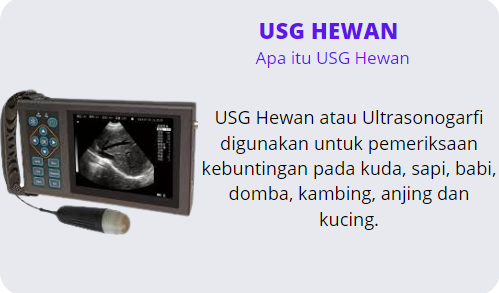 USG HEWAN
Apa itu USG Hewan
USG Hewan atau Ultrasonogarfi
digunakan untuk pemeriksaan
kebuntingan pada kuda, sapi, babi,
domba, kambing, anjing dan
kucing.